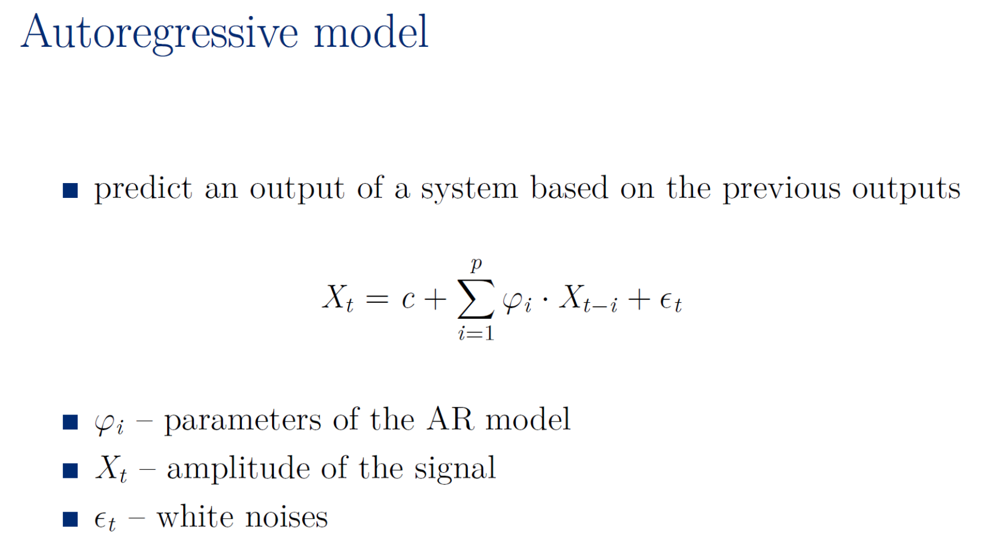 Autoregressive model
■ predict an output of a system based on the previous outputs
$X_t = c + \sum_{i=1}^{p} \varphi_i \cdot X_{t-i} + \epsilon_t$
■ $\varphi_i$ – parameters of the AR model
■ $X_t$ – amplitude of the signal
■ $\epsilon_t$ – white noises